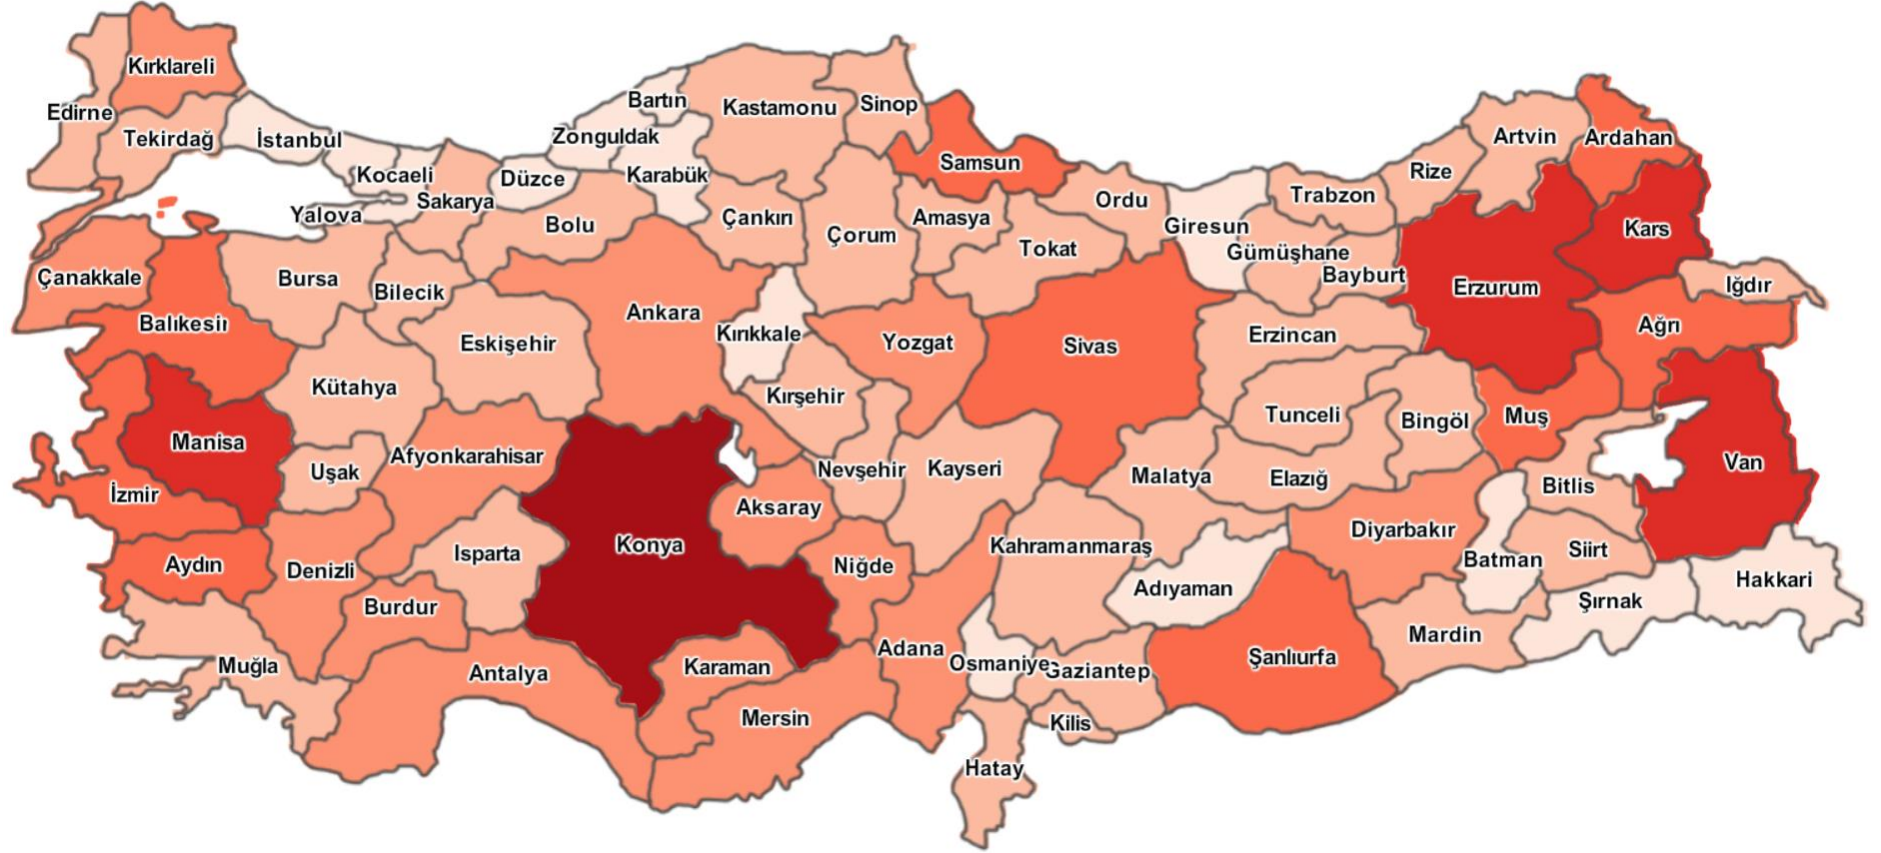 Kırklareli
Edirne
Tekirdağ
İstanbul
Kocaeli
Yalova
Sakarya
Düzce
Zonguldak
Bartın
Karabük
Kastamonu
Sinop
Samsun
Bolu
Çankırı
Çorum
Amasya
Tokat
Ordu
Giresun
Gümüşhane
Trabzon
Bayburt
Rize
Artvin
Ardahan
Kars
Erzurum
Iğdır
Ağrı
Çanakkale
Balıkesir
Bursa
Bilecik
Eskişehir
Ankara
Kırıkkale
Yozgat
Sivas
Erzincan
Kütahya
Kırşehir
Tunceli
Bingöl
Muş
Manisa
Uşak
Afyonkarahisar
Nevşehir
Kayseri
Malatya
Elazığ
Bitlis
Van
İzmir
Aksaray
Aydın
Denizli
Isparta
Konya
Niğde
Kahramanmaraş
Adıyaman
Diyarbakır
Batman
Siirt
Hakkari
Şırnak
Burdur
Mardin
Muğla
Antalya
Karaman
Adana
Osmaniye
Gaziantep
Şanlıurfa
Mersin
Kilis
Hatay